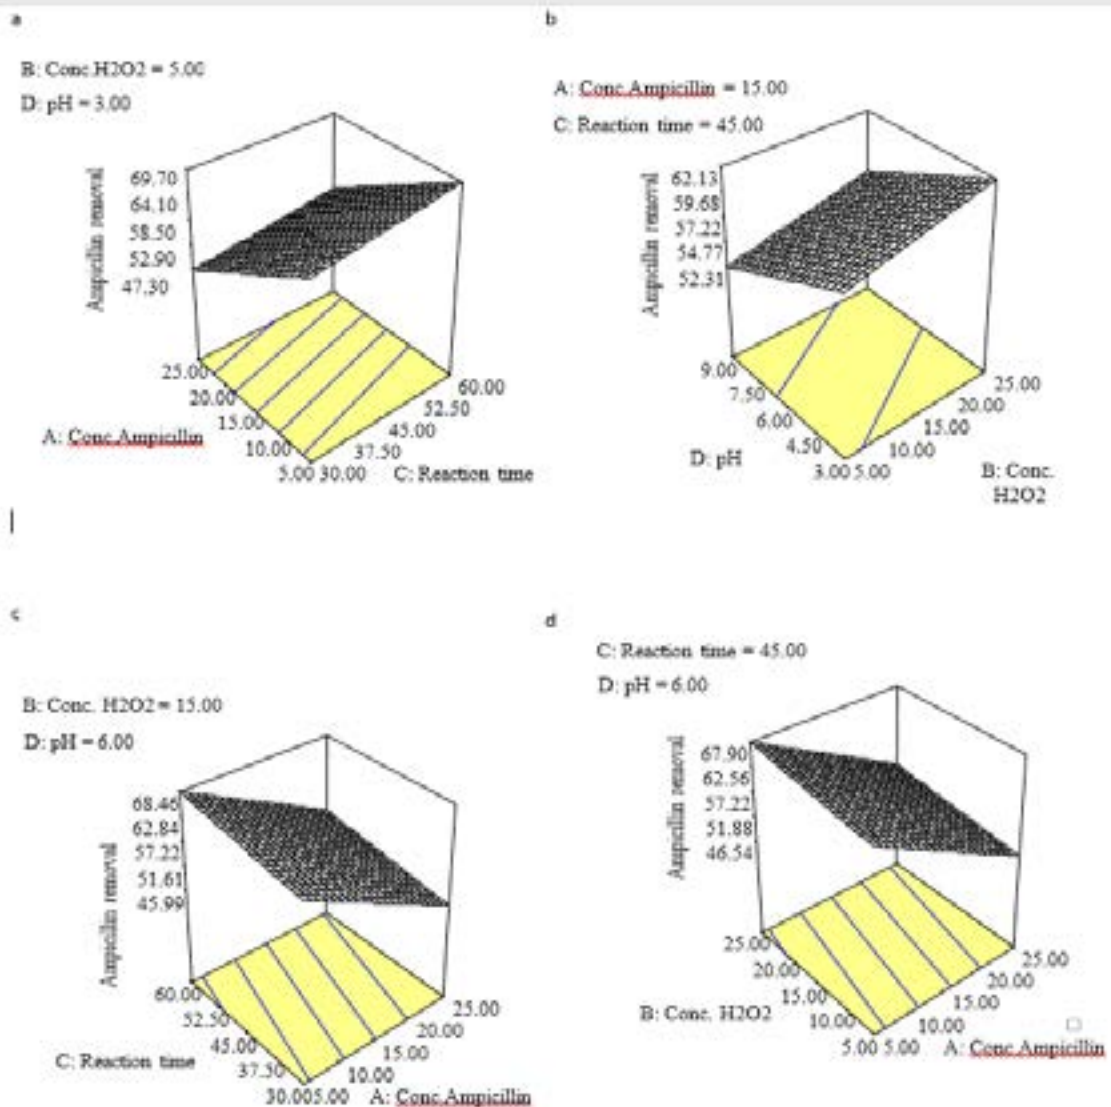 a
B: Conc.H2O2 = 5.00
D: pH = 3.00
Ampicillin removal
69.70
64.10
58.50
52.90
47.30
25.00
20.00
15.00
10.00
5.00
30.00
37.50
45.00
52.50
60.00
A: Conc.Ampicillin
C: Reaction time
b
A: Conc.Ampicillin = 15.00
C: Reaction time = 45.00
Ampicillin removal
62.13
59.68
57.22
54.77
52.31
9.00
7.50
6.00
4.50
3.00
5.00
10.00
15.00
20.00
25.00
D: pH
B: Conc.
H2O2
c
B: Conc. H2O2 = 15.00
D: pH = 6.00
Ampicillin removal
68.46
62.84
57.22
51.61
45.99
60.00
52.50
45.00
37.50
30.00
5.00
10.00
15.00
20.00
25.00
C: Reaction time
A: Conc.Ampicillin
d
C: Reaction time = 45.00
D: pH = 6.00
Ampicillin removal
67.90
62.56
57.22
51.88
46.54
25.00
20.00
15.00
10.00
5.00
5.00
10.00
15.00
20.00
25.00
B: Conc. H2O2
A: Conc.Ampicillin